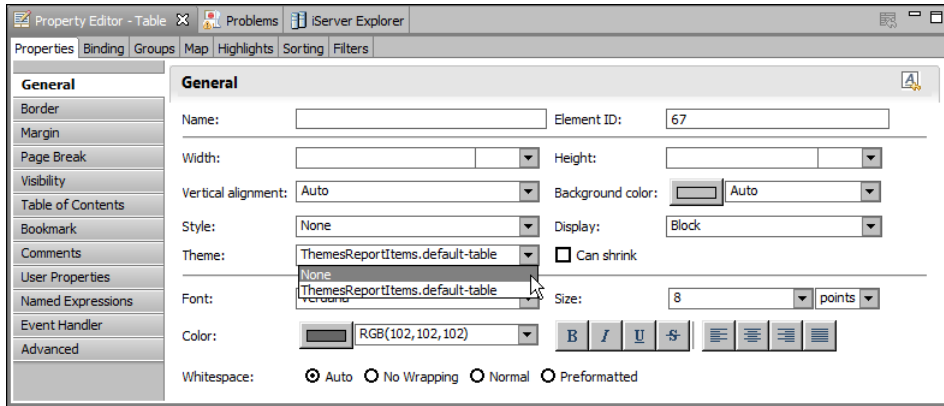 Property Editor - Table Problems iServer Explorer
Properties Binding Groups Map Highlights Sorting Filters
General
Border
Margin
Page Break
Visibility
Table of Contents
Bookmark
Comments
User Properties
Named Expressions
Event Handler
Advanced
General
Name: Element ID: 67
Width: Height:
Vertical alignment: Auto Background color: Auto
Style: None Display: Block
Theme: ThemesReportItems.default-table Can shrink
None
ThemesReportItems.default-table
Font: Size: 8 points
Color: RGB(102,102,102) B I U S
Whitespace: Auto No Wrapping Normal Preformatted